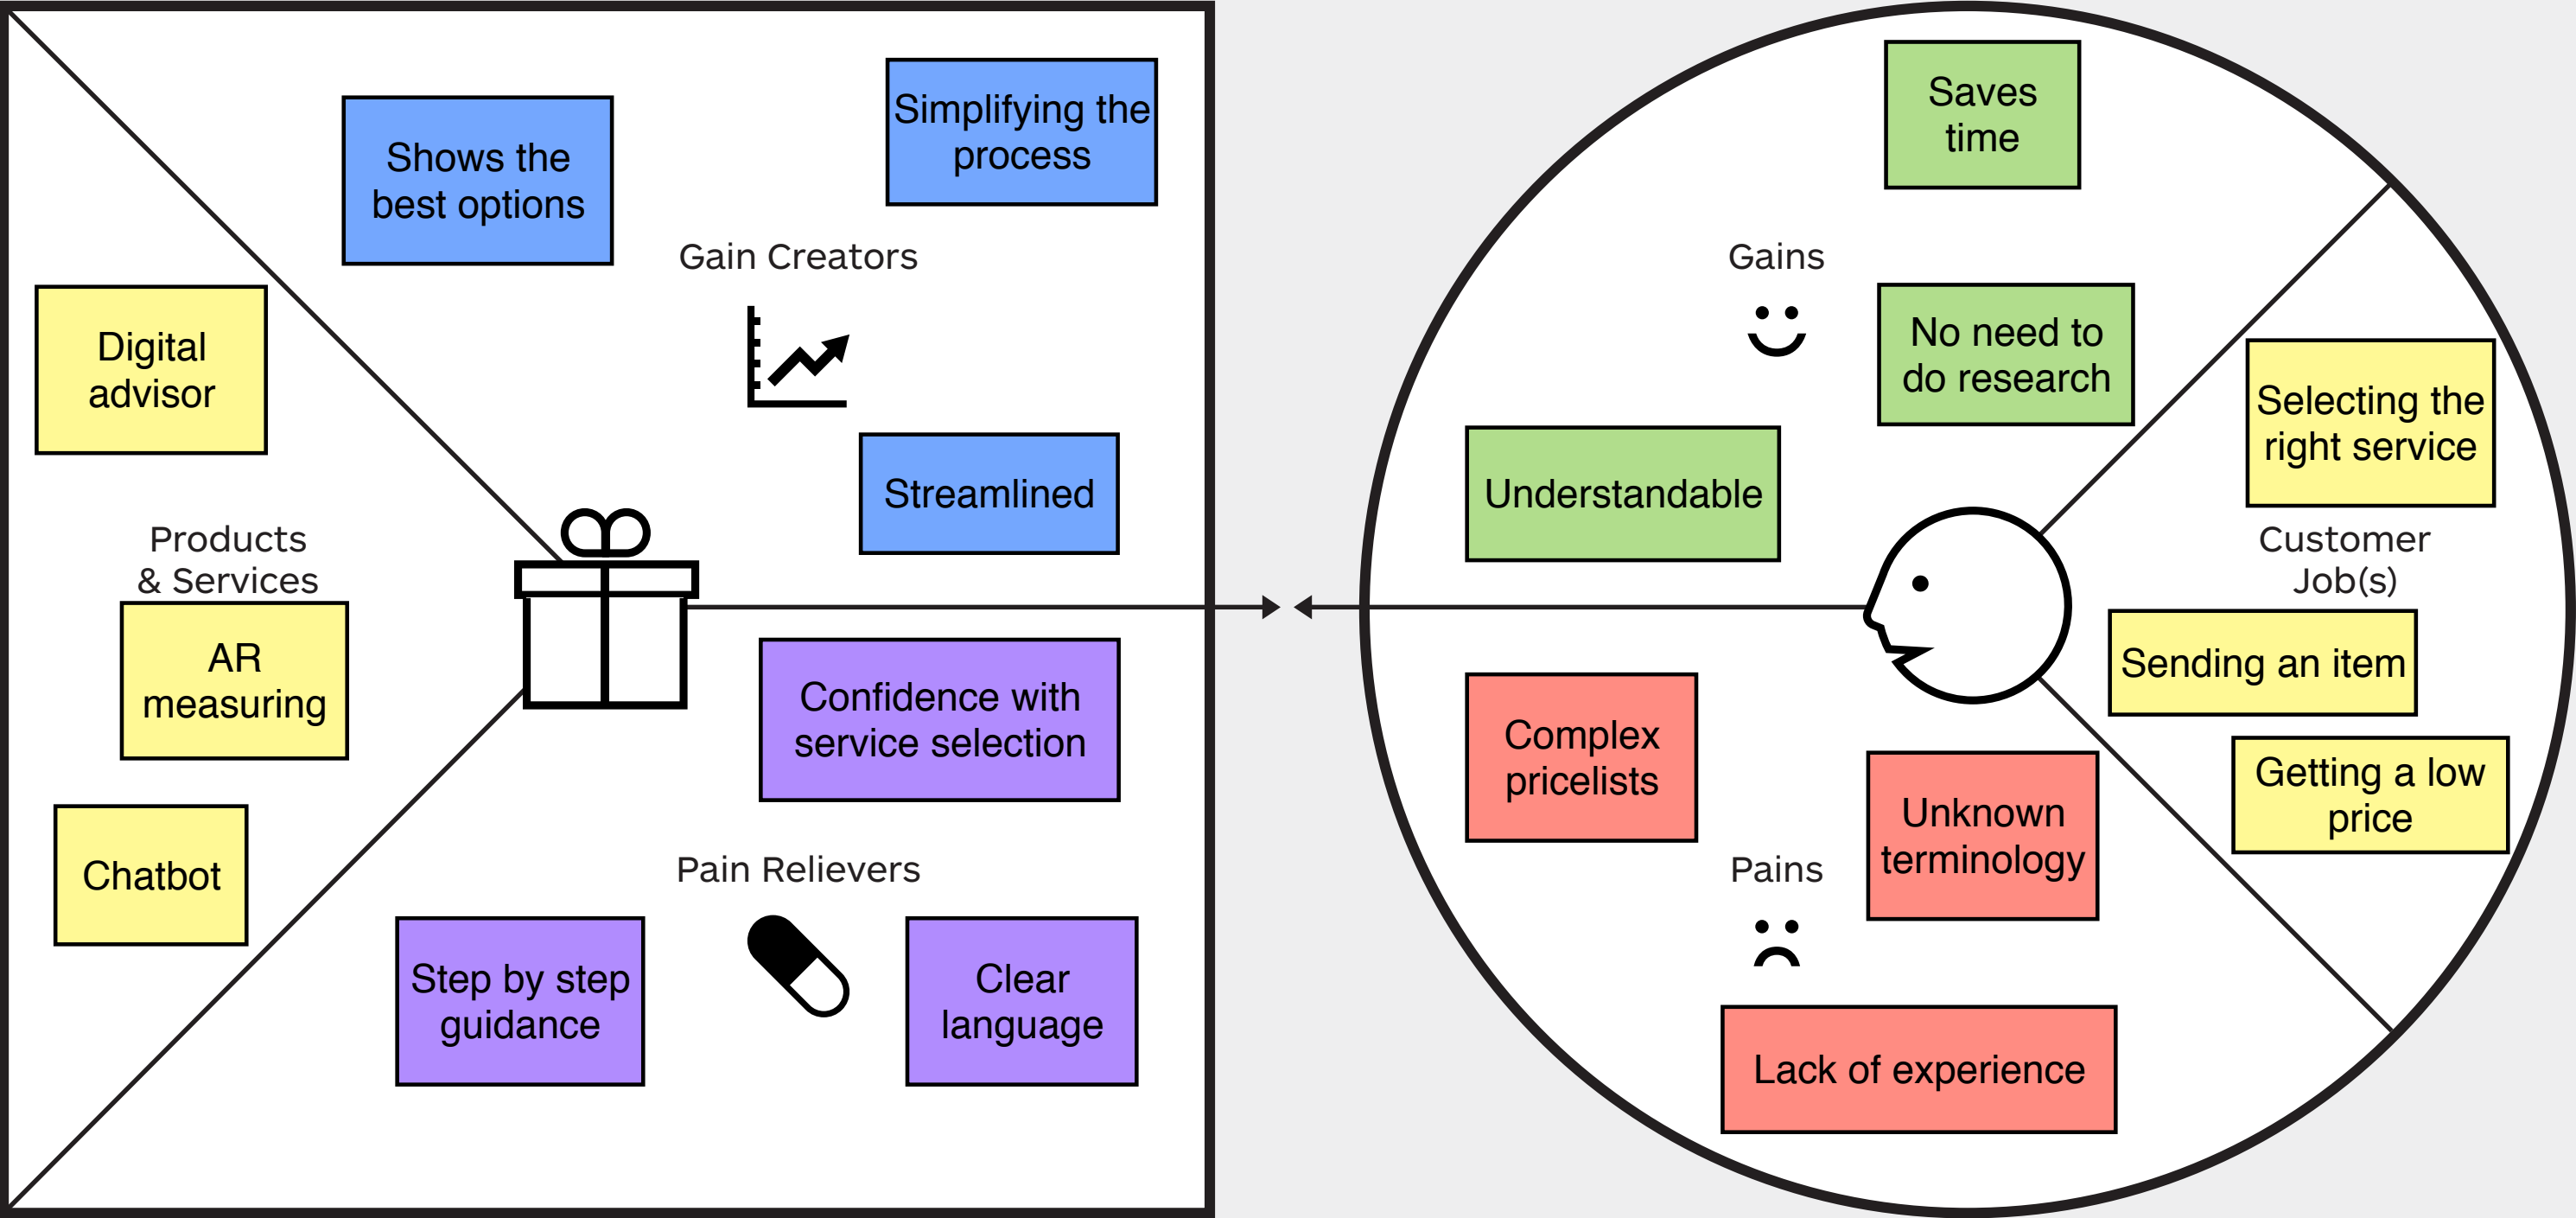 Shows the
best options
Simplifying the
process
Gain Creators
Digital
advisor
Streamlined
Products
& Services
AR
measuring
Chatbot
Confidence with
service selection
Pain Relievers
Step by step
guidance
Clear
language
Saves
time
Gains
No need to
do research
Understandable
Selecting the
right service
Customer
Job(s)
Sending an item
Getting a low
price
Complex
pricelists
Unknown
terminology
Pains
Lack of experience